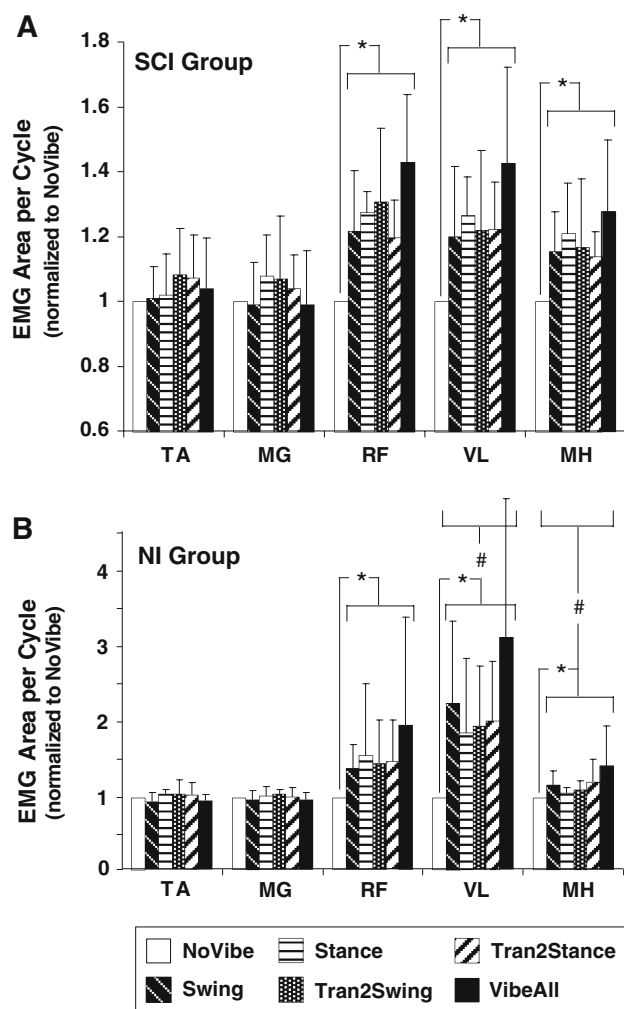 A
SCI Group
EMG Area per Cycle
(normalized to NoVibe)
1.8
1.6
1.4
1.2
1
0.8
0.6
* * *
TA MG RF VL MH
B
NI Group
EMG Area per Cycle
(normalized to NoVibe)
4
3
2
1
0
* # * # *
TA MG RF VL MH
NoVibe Stance Tran2Stance
Swing Tran2Swing VibeAll